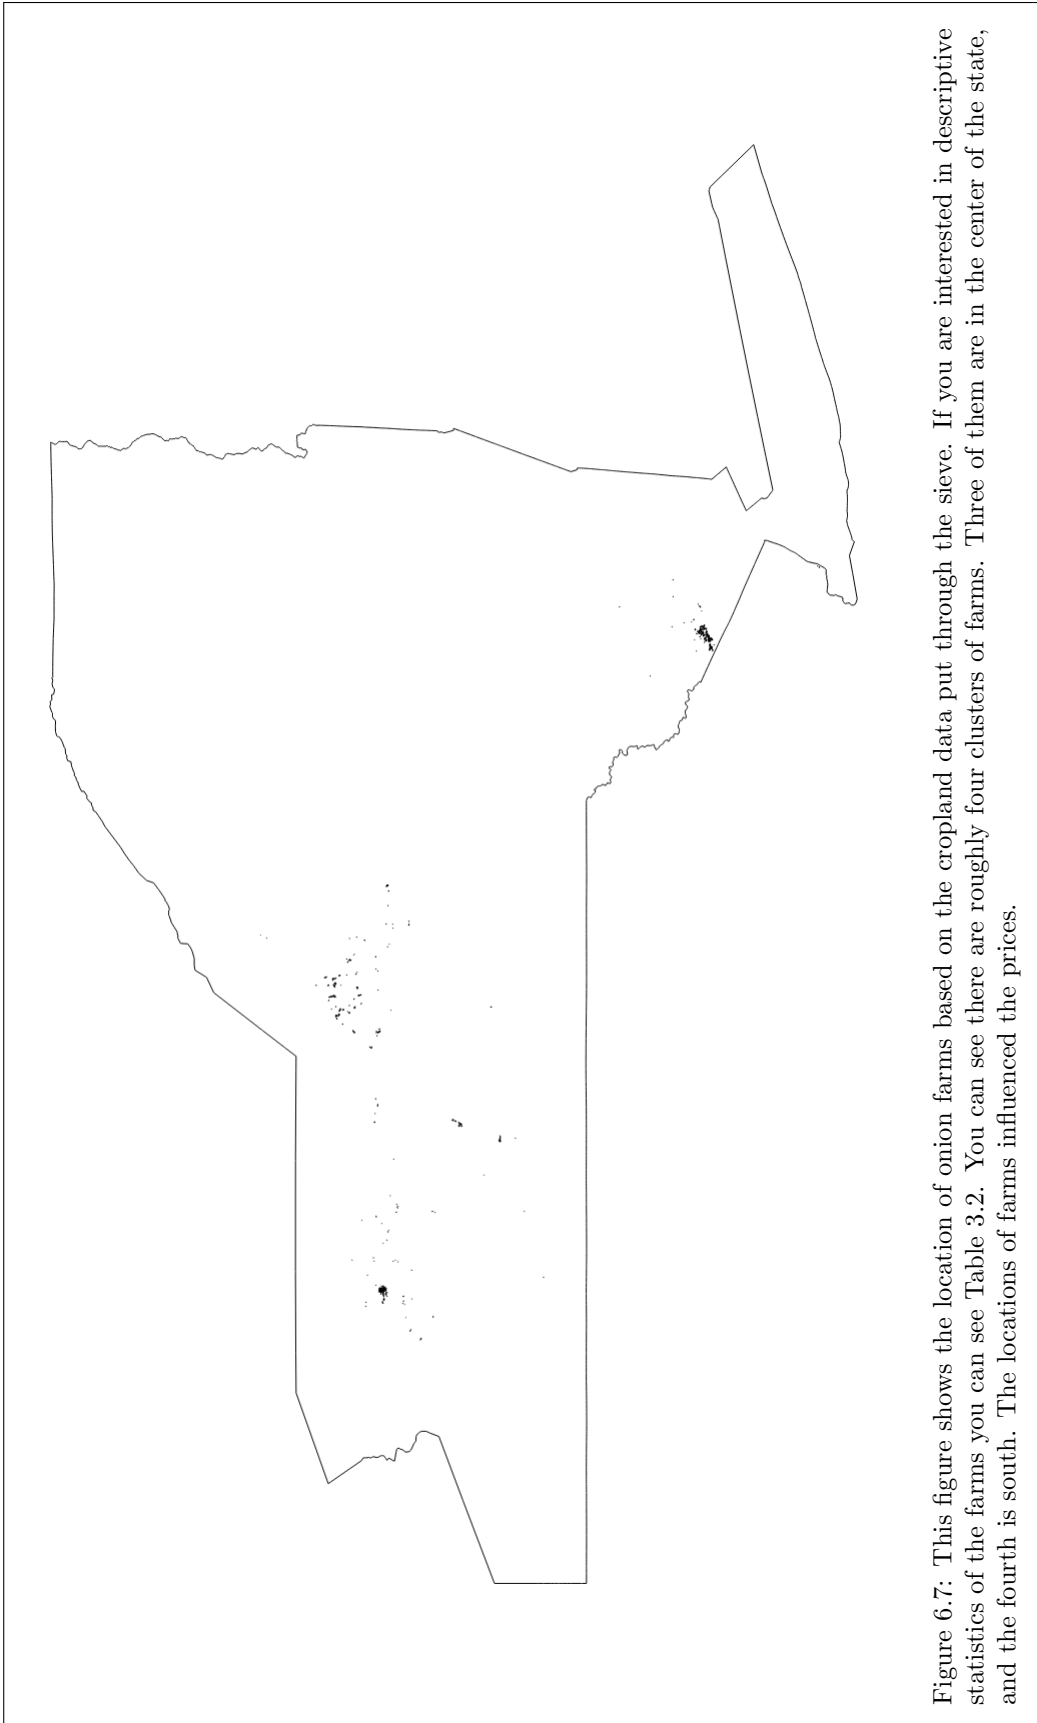 Figure 6.7: This figure shows the location of onion farms based on the cropland data put through the sieve. If you are interested in descriptive
statistics of the farms you can see Table 3.2. You can see there are roughly four clusters of farms. Three of them are in the center of the state,
and the fourth is south. The locations of farms influenced the prices.